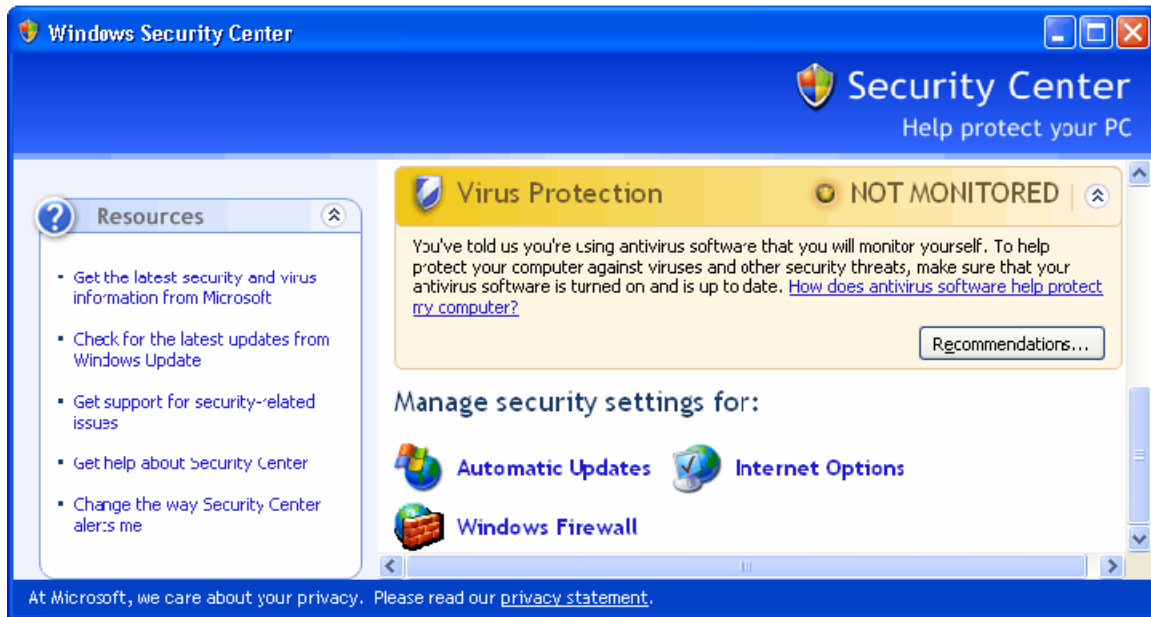 Windows Security Center
Security Center
Help protect your PC
Resources
Get the latest security and virus
information from Microsoft
Check for the latest updates from
Windows Update
Get support for security-related
issues
Get help about Security Center
Change the way Security Center
alerts me
Virus Protection
NOT MONITORED
You've told us you're using antivirus software that you will monitor yourself. To help
protect your computer against viruses and other security threats, make sure that your
antivirus software is turned on and is up to date. How does antivirus software help protect
my computer?
Recommendations...
Manage security settings for:
Automatic Updates
Internet Options
Windows Firewall
At Microsoft, we care about your privacy. Please read our privacy statement.